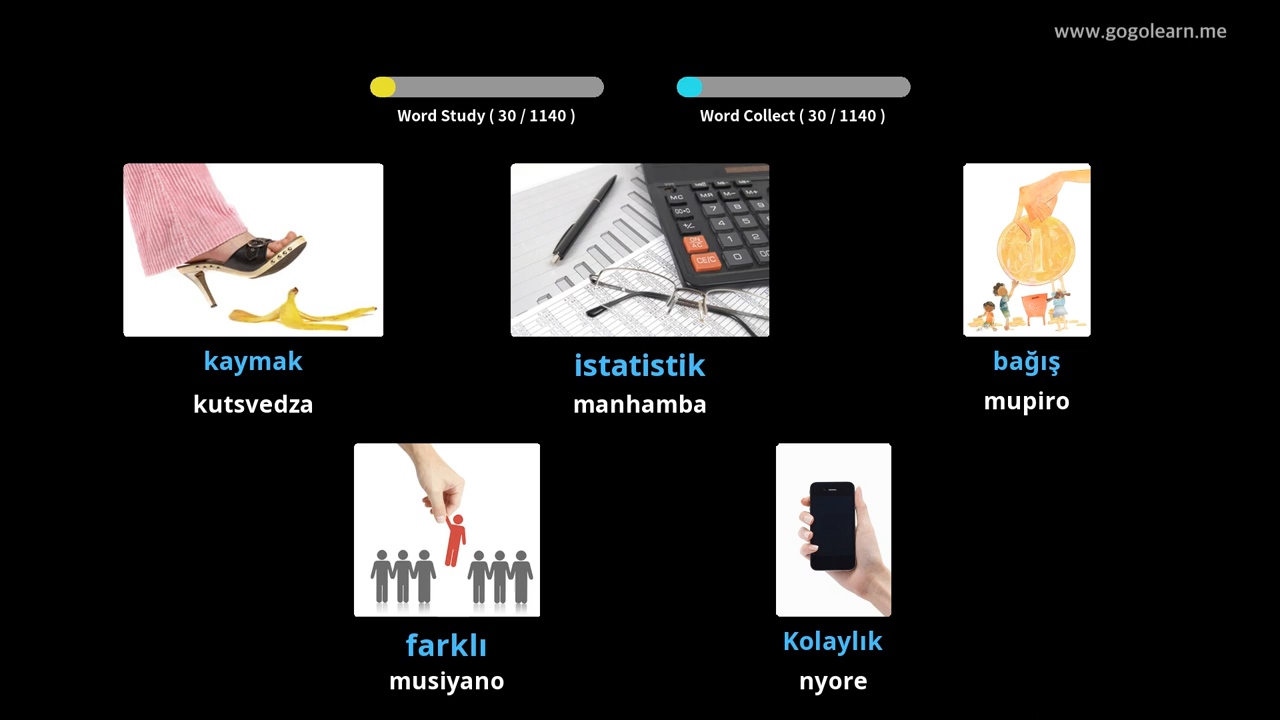 www.gogolearn.me
Word Study ( 30 / 1140 )
Word Collect ( 30 / 1140 )
kaymak
kutsvedza
istatistik
manhamba
bağış
mupiro
farklı
musiyano
Kolaylık
nyore